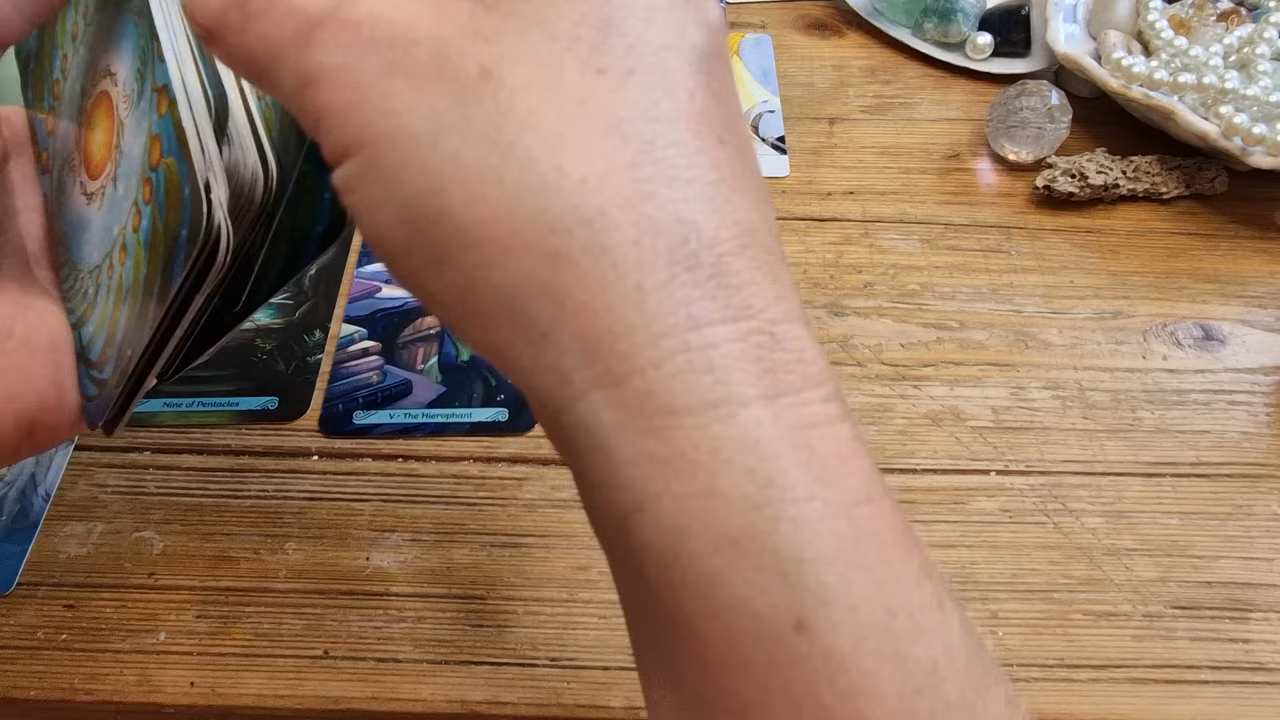 Nine of Pentacles
V - The Hierophant